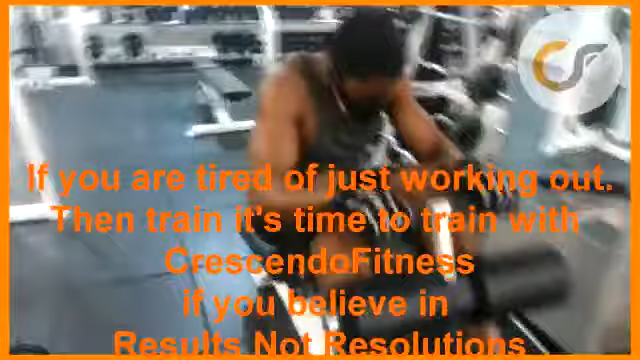 CF
If you are tired of just working out.
Then train it's time to train with
CrescendoFitness
if you believe in
Results Not Resolutions